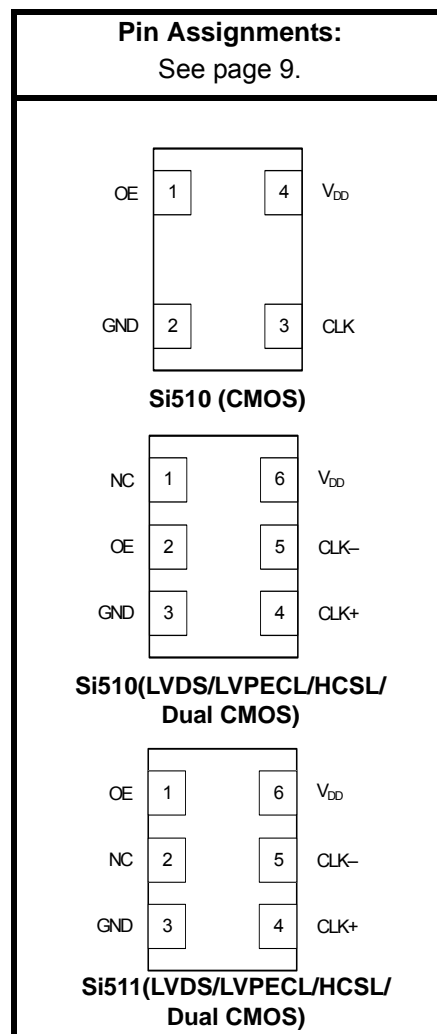 Pin Assignments:
See page 9.
OE 1 4 VDD
GND 2 3 CLK
Si510 (CMOS)
NC 1 6 VDD
OE 2 5 CLK–
GND 3 4 CLK+
Si510(LVDS/LVPECL/HCSL/
Dual CMOS)
OE 1 6 VDD
NC 2 5 CLK–
GND 3 4 CLK+
Si511(LVDS/LVPECL/HCSL/
Dual CMOS)